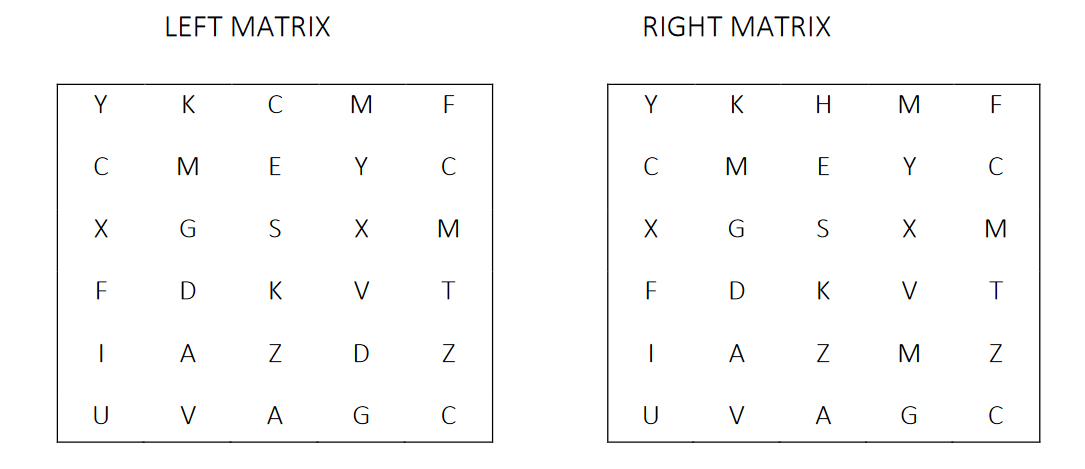 LEFT MATRIX RIGHT MATRIX
Y K C M F Y K H M F
C M E Y C C M E Y C
X G S X M X G S X M
F D K V T F D K V T
I A Z D Z I A Z M Z
U V A G C U V A G C